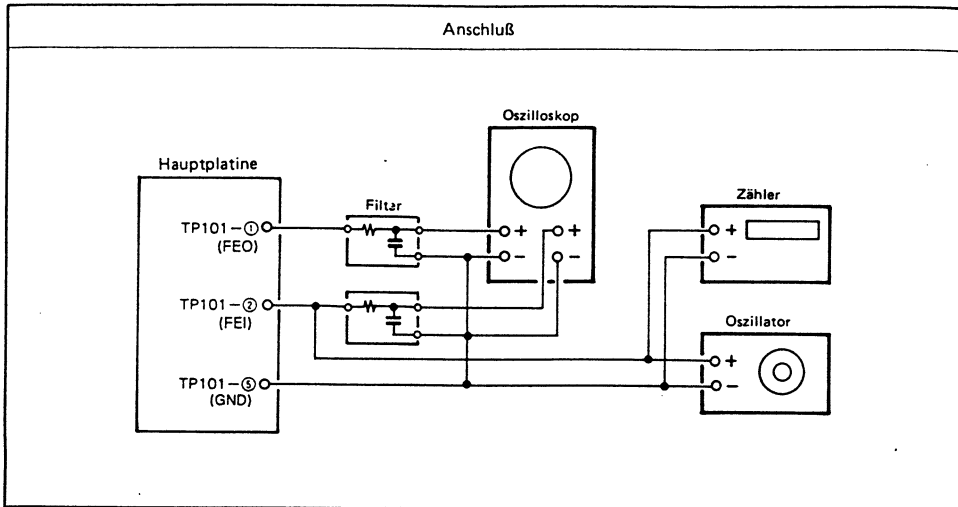 Anschluß
Oszilloskop
Hauptplatine
Filter
Zähler
TP101-①
(FEO)
+ +
- -
+
-
TP101-②
(FEI)
Oszillator
+
-
TP101-⑤
(GND)